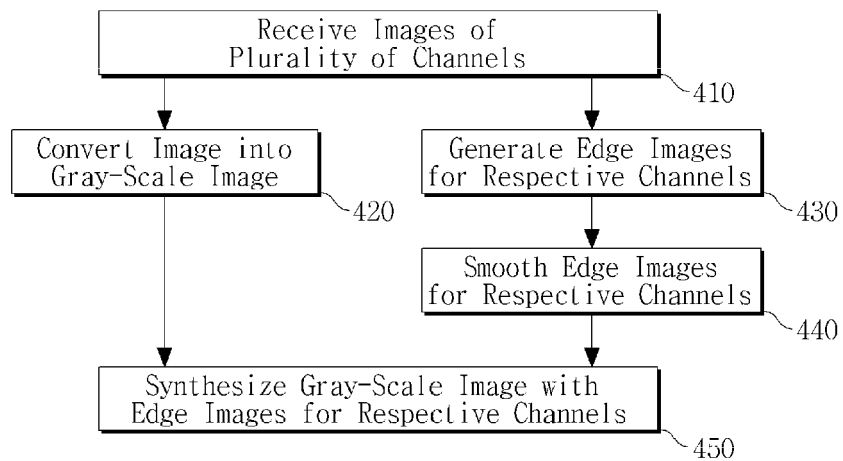 Receive Images of
Plurality of Channels
410
Convert Image into
Gray-Scale Image
420
Generate Edge Images
for Respective Channels
430
Smooth Edge Images
for Respective Channels
440
Synthesize Gray-Scale Image with
Edge Images for Respective Channels
450